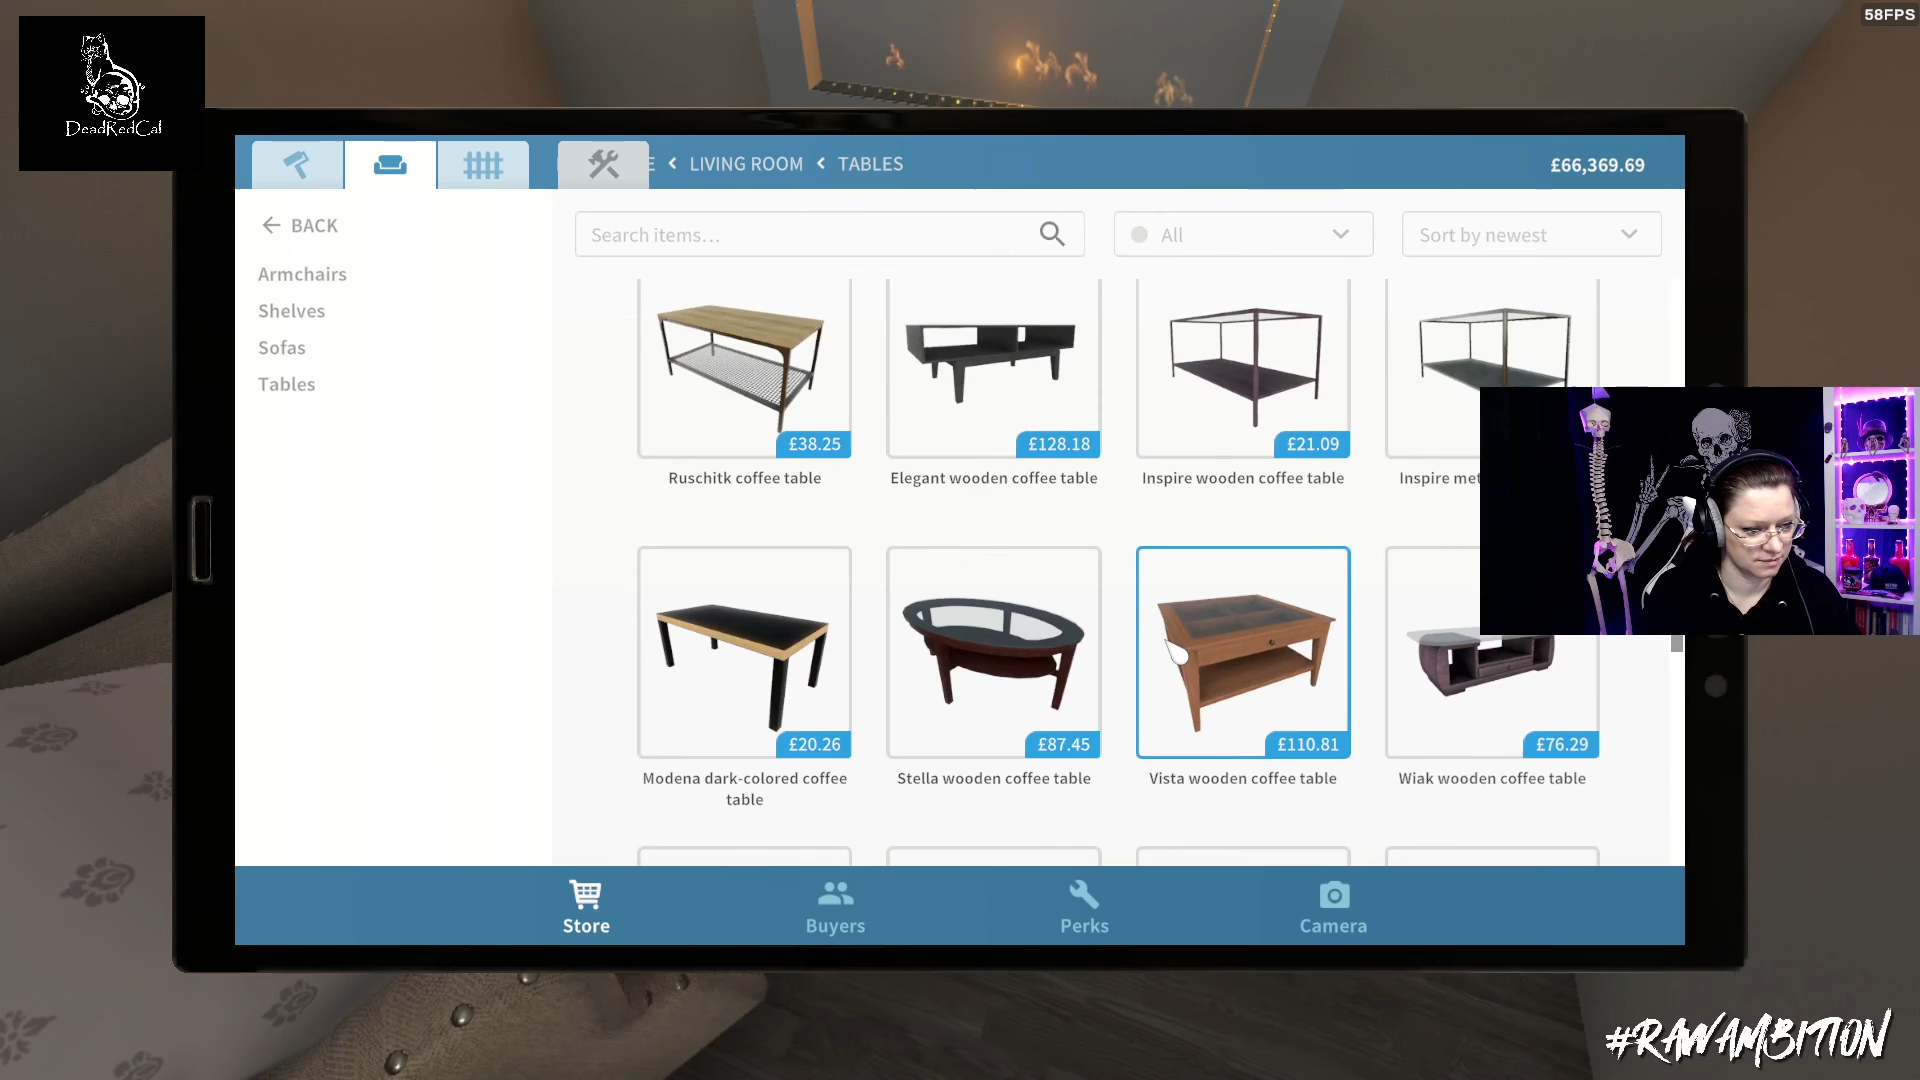 58FPS
DeadRedCal
LIVING ROOM TABLES
£66,369.69
BACK
Search items...
All
Sort by newest
Armchairs
Shelves
Sofas
Tables
£38.25
£128.18
£21.09
Ruschitk coffee table
Elegant wooden coffee table
Inspire wooden coffee table
Inspire
£20.26
£87.45
£110.81
£76.29
Modena dark-colored coffee
table
Stella wooden coffee table
Vista wooden coffee table
Wiak wooden coffee table
Store
Buyers
Perks
Camera
#RAWAMBITION